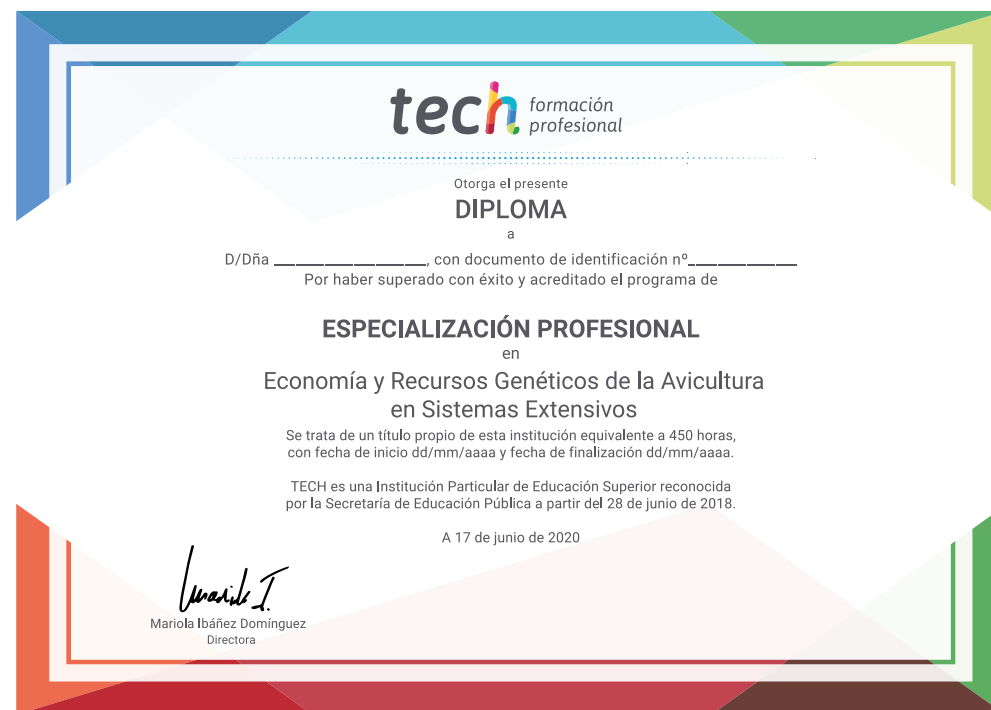 tech formación
profesional
Otorga el presente
DIPLOMA
a
D/Dña ______________, con documento de identificación nº__________
Por haber superado con éxito y acreditado el programa de
ESPECIALIZACIÓN PROFESIONAL
en
Economía y Recursos Genéticos de la Avicultura
en Sistemas Extensivos
Se trata de un título propio de esta institución equivalente a 450 horas,
con fecha de inicio dd/mm/aaaa y fecha de finalización dd/mm/aaaa.
TECH es una Institución Particular de Educación Superior reconocida
por la Secretaría de Educación Pública a partir del 28 de junio de 2018.
A 17 de junio de 2020
Mariola Ibáñez Domínguez
Directora